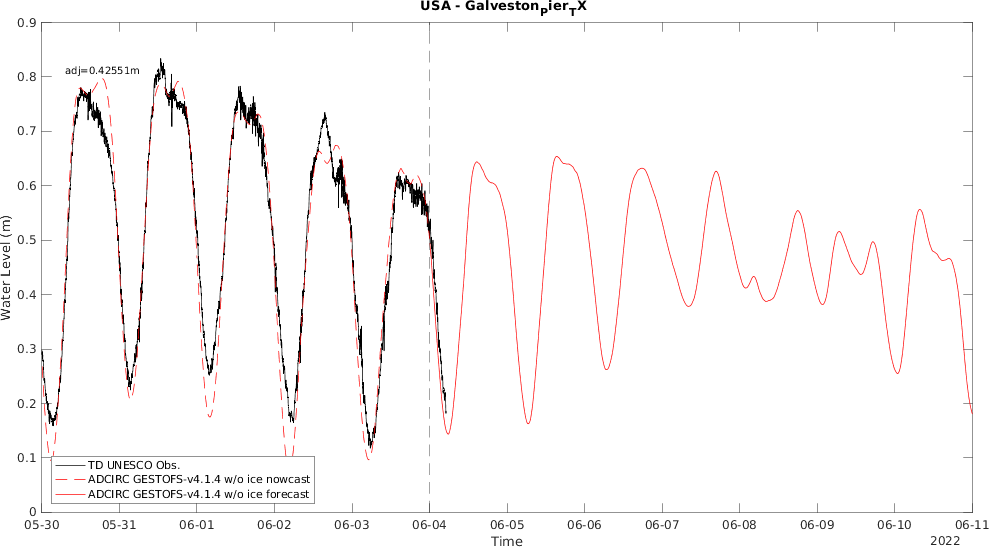 USA - GalvestonPierTX
0.9
adj=0.42551m
0.8
0.7
0.6
0.5
0.4
0.3
0.2
0.1
0
Water Level (m)
TD UNESCO Obs.
ADCIRC GESTOFS-v4.1.4 w/o ice nowcast
ADCIRC GESTOFS-v4.1.4 w/o ice forecast
05-30 05-31 06-01 06-02 06-03 06-04 06-05 06-06 06-07 06-08 06-09 06-10 06-11
Time
2022